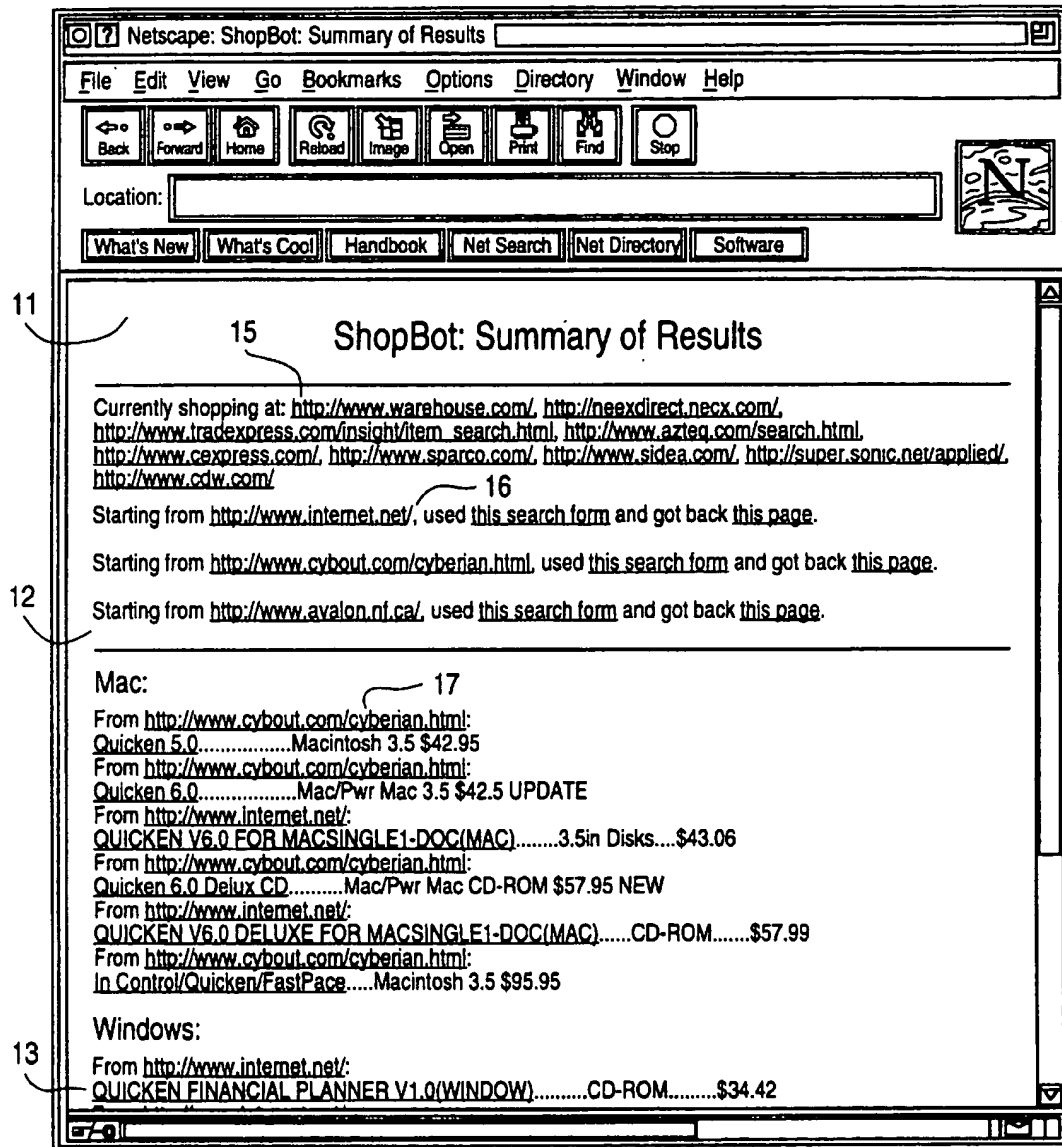 Netscape: ShopBot: Summary of Results
File Edit View Go Bookmarks Options Directory Window Help
Back Forward Home Reload Image Open Print Find Stop
N
Location:
What's New What's Cool Handbook Net Search Net Directory Software
11
15
ShopBot: Summary of Results
Currently shopping at: http://www.warehouse.com/, http://neexdirect.necx.com/,
http://www.tradexpress.com/insight/item_search.html, http://www.azteq.com/search.html,
http://www.cexpress.com/, http://www.sparco.com/, http://www.sidea.com/, http://super.sonic.net/applied/,
http://www.cdw.com/
16
Starting from http://www.internet.net/, used this search form and got back this page.
Starting from http://www.cybout.com/cyberian.html, used this search form and got back this page.
12
Starting from http://www.avalon.nf.ca/, used this search form and got back this page.
Mac:
17
From http://www.cybout.com/cyberian.html:
Quicken 5.0.................Macintosh 3.5 $42.95
From http://www.cybout.com/cyberian.html:
Quicken 6.0.................Mac/Pwr Mac 3.5 $42.5 UPDATE
From http://www.internet.net/:
QUICKEN V6.0 FOR MACSINGLE1-DOC(MAC)........3.5in Disks....$43.06
From http://www.cybout.com/cyberian.html:
Quicken 6.0 Delux CD..........Mac/Pwr Mac CD-ROM $57.95 NEW
From http://www.internet.net/:
QUICKEN V6.0 DELUXE FOR MACSINGLE1-DOC(MAC)......CD-ROM.......$57.99
From http://www.cybout.com/cyberian.html:
In Control/Quicken/FastPace.....Macintosh 3.5 $95.95
Windows:
13
From http://www.internet.net/:
QUICKEN FINANCIAL PLANNER V1.0(WINDOW)..........CD-ROM.........$34.42